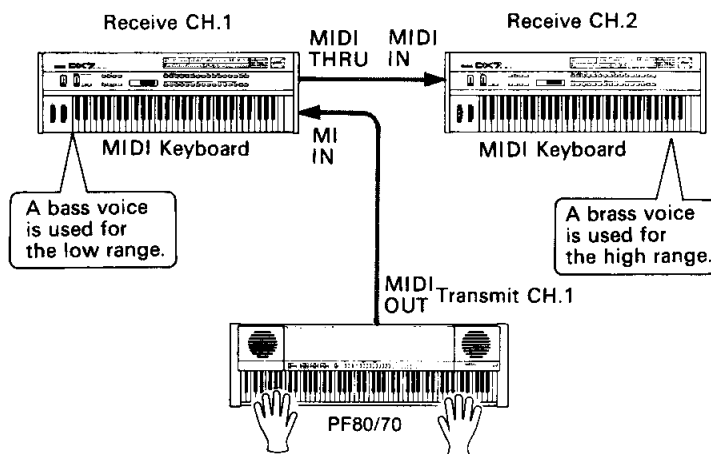 Receive CH.1
Receive CH.2
MIDI THRU
MIDI IN
DX7
DX7
MIDI Keyboard
MI
IN
MIDI Keyboard
A bass voice
is used for
the low range.
A brass voice
is used for
the high range.
MIDI
OUT
Transmit CH.1
PF80/70